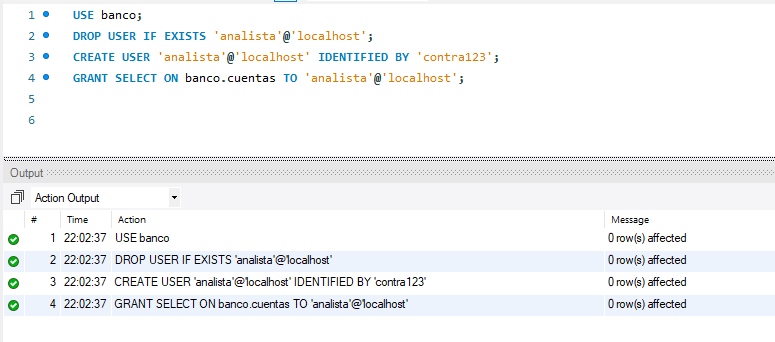 1 USE banco;
2 DROP USER IF EXISTS 'analista'@'localhost';
3 CREATE USER 'analista'@'localhost' IDENTIFIED BY 'contra123';
4 GRANT SELECT ON banco.cuentas TO 'analista'@'localhost';
5
6
Output
Action Output
# Time Action Message
1 22:02:37 USE banco 0 row(s) affected
2 22:02:37 DROP USER IF EXISTS 'analista'@'localhost' 0 row(s) affected
3 22:02:37 CREATE USER 'analista'@'localhost' IDENTIFIED BY 'contra123' 0 row(s) affected
4 22:02:37 GRANT SELECT ON banco.cuentas TO 'analista'@'localhost' 0 row(s) affected